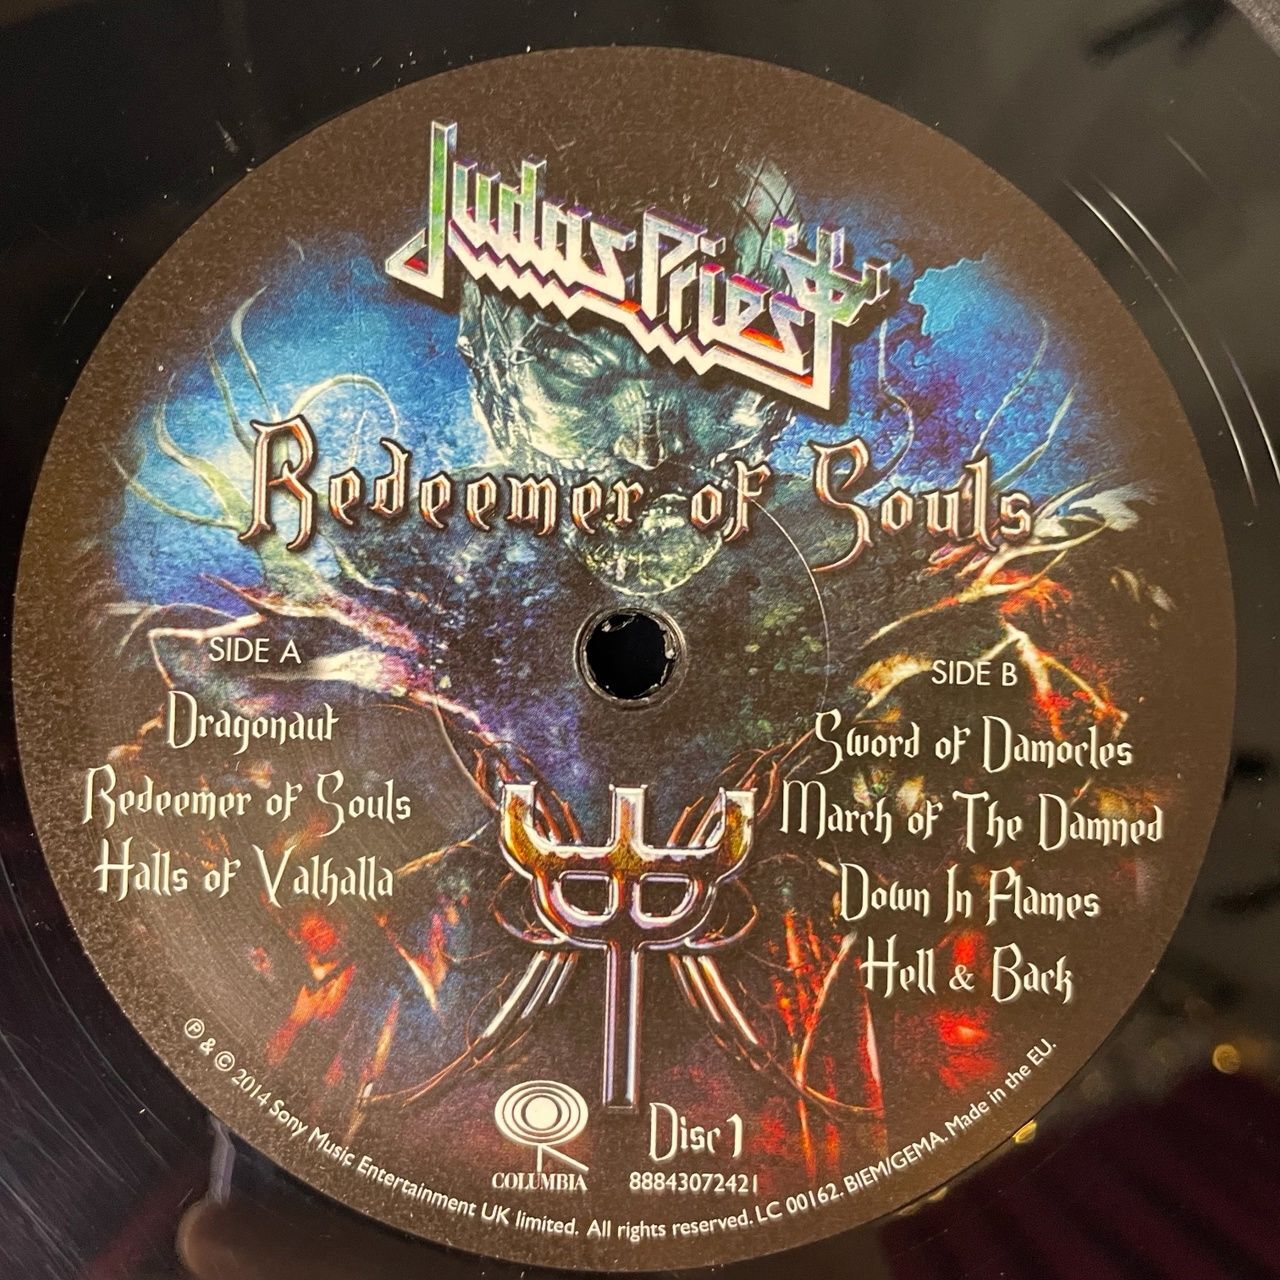 Judas Priest
Redeemer of Souls
SIDE A
Dragonaut
Redeemer of Souls
Halls of Valhalla
SIDE B
Sword of Damocles
March of The Damned
Down In Flames
Hell & Back
COLUMBIA
Disc 1
88843072421
℗ & © 2014 Sony Music Entertainment UK limited. All rights reserved. LC 00162. BIEM/GEMA. Made in the EU.